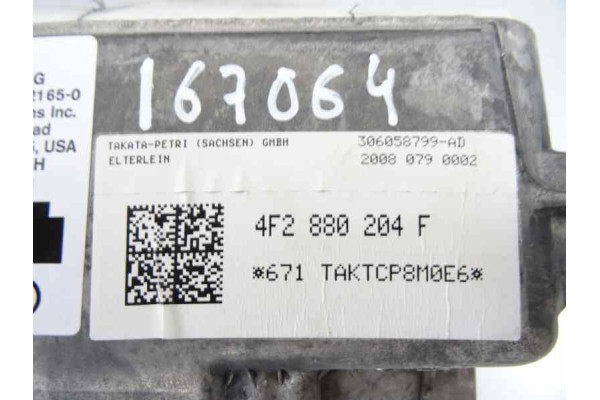 167064
G
2165-0
ns Inc.
ad
, USA
H
TAKATA-PETRI (SACHSEN) GMBH 306058799-AD
ELTERLEIN 2008 079 0002
4F2 880 204 F
*671 TAKTCP8M0E6*